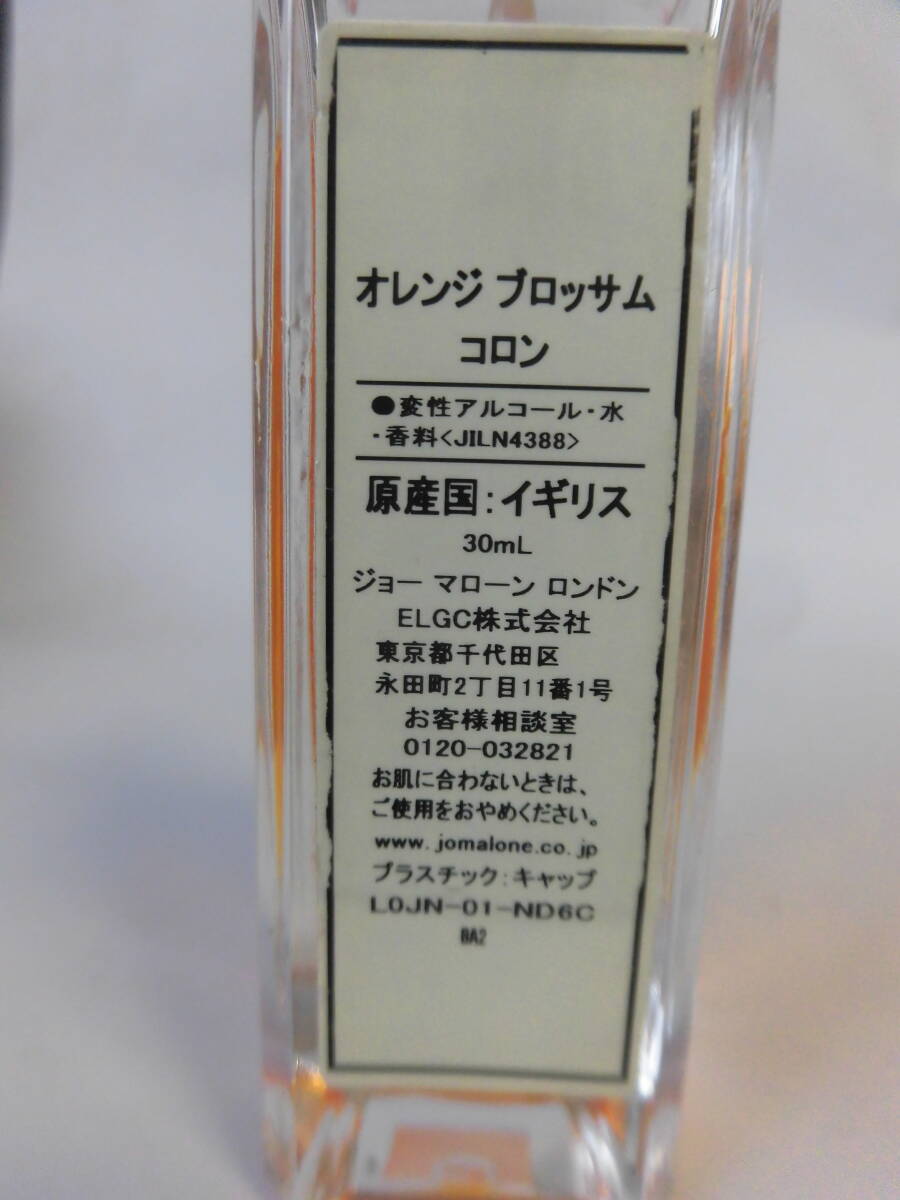 オレンジ ブロッサム
コロン
●変性アルコール・水
・香料<JILN4388>
原産国:イギリス
30mL
ジョー マローン ロンドン
ELGC株式会社
東京都千代田区
永田町2丁目11番1号
お客様相談室
0120-032821
お肌に合わないときは、
ご使用をおやめください。
www.jomalone.co.jp
プラスチック:キャップ
L0JN-01-ND6C
BA2